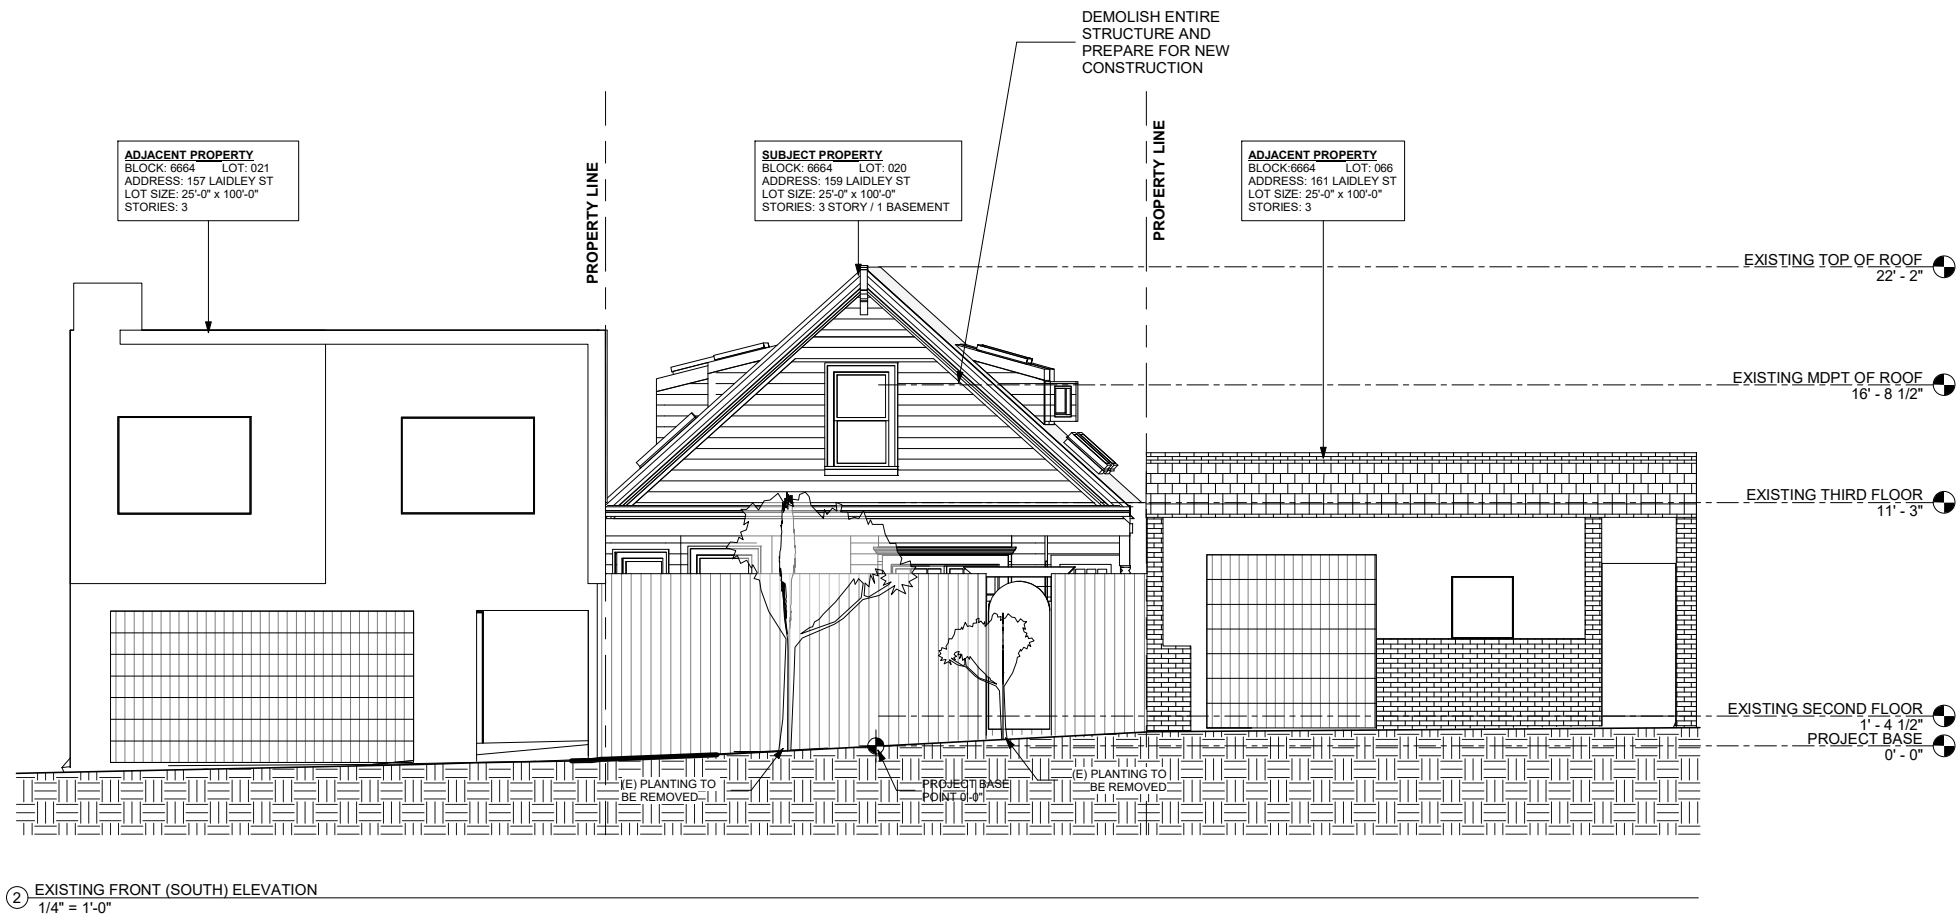 DEMOLISH ENTIRE
STRUCTURE AND
PREPARE FOR NEW
CONSTRUCTION
ADJACENT PROPERTY
BLOCK: 6664 LOT: 021
ADDRESS: 157 LAIDLEY ST
LOT SIZE: 25'-0" x 100'-0"
STORIES: 3
PROPERTY LINE
SUBJECT PROPERTY
BLOCK: 6664 LOT: 020
ADDRESS: 159 LAIDLEY ST
LOT SIZE: 25'-0" x 100'-0"
STORIES: 3 STORY / 1 BASEMENT
PROPERTY LINE
ADJACENT PROPERTY
BLOCK:6664 LOT: 066
ADDRESS: 161 LAIDLEY ST
LOT SIZE: 25'-0" x 100'-0"
STORIES: 3
EXISTING TOP OF ROOF
22' - 2"
EXISTING MDPT OF ROOF
16' - 8 1/2"
EXISTING THIRD FLOOR
11' - 3"
EXISTING SECOND FLOOR
1' - 4 1/2"
PROJECT BASE
0' - 0"
(E) PLANTING TO
BE REMOVED
PROJECT BASE
POINT 0'-0"
(E) PLANTING TO
BE REMOVED
2 EXISTING FRONT (SOUTH) ELEVATION
1/4" = 1'-0"